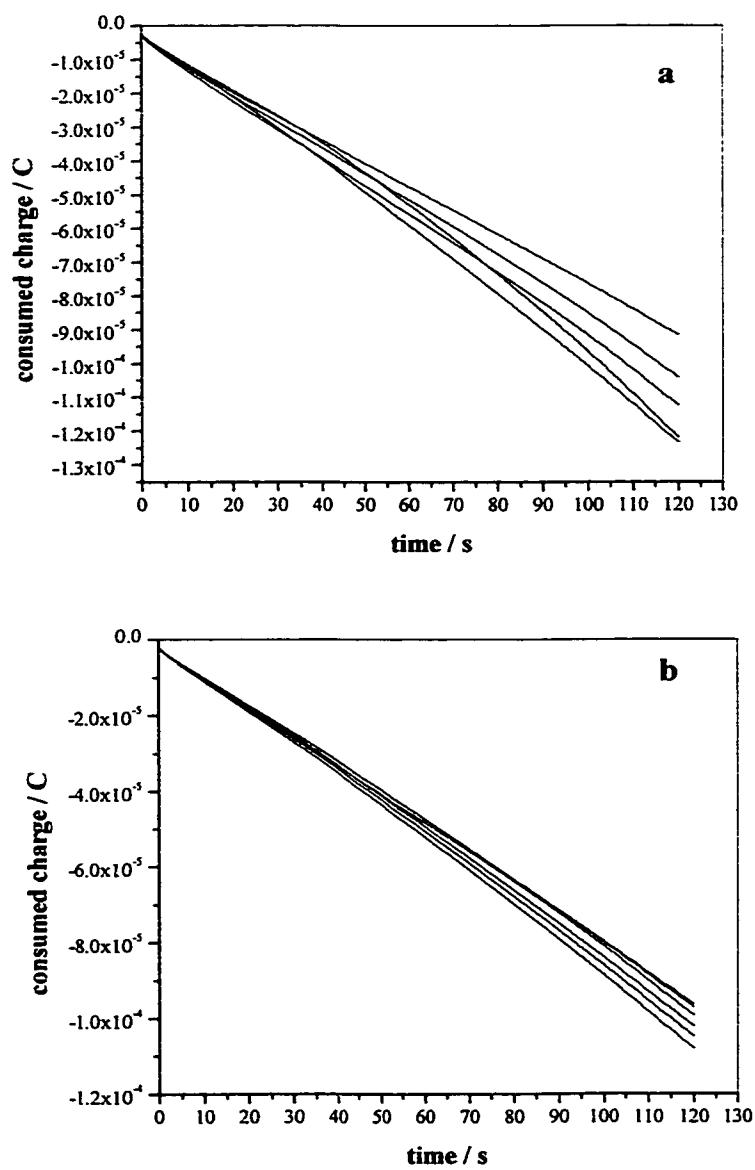 0.0
-1.0x10⁻⁵
-2.0x10⁻⁵
-3.0x10⁻⁵
-4.0x10⁻⁵
-5.0x10⁻⁵
-6.0x10⁻⁵
-7.0x10⁻⁵
-8.0x10⁻⁵
-9.0x10⁻⁵
-1.0x10⁻⁴
-1.1x10⁻⁴
-1.2x10⁻⁴
-1.3x10⁻⁴
consumed charge / C
a
0 10 20 30 40 50 60 70 80 90 100 110 120 130
time / s
0.0
-2.0x10⁻⁵
-4.0x10⁻⁵
-6.0x10⁻⁵
-8.0x10⁻⁵
-1.0x10⁻⁴
-1.2x10⁻⁴
consumed charge / C
b
0 10 20 30 40 50 60 70 80 90 100 110 120 130
time / s